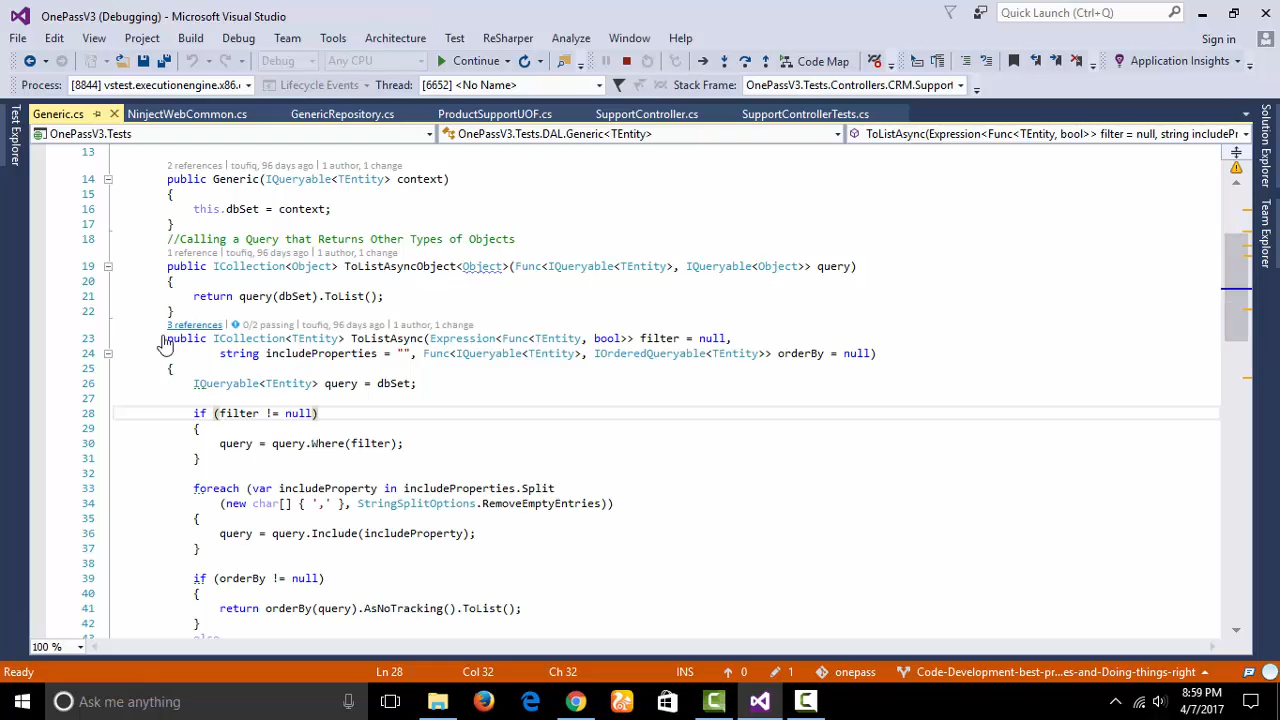 OnePassV3 (Debugging) - Microsoft Visual Studio
Quick Launch (Ctrl+Q)
File Edit View Project Build Debug Team Tools Architecture Test ReSharper Analyze Window Help
Sign in
Debug Any CPU Continue Code Map Application Insights
Process: [8844] vstest.executionengine.x86. Lifecycle Events Thread: [6652] <No Name> Stack Frame: OnePassV3.Tests.Controllers.CRM.Support
Generic.cs NinjectWebCommon.cs GenericRepository.cs ProductSupportUOF.cs SupportController.cs SupportControllerTests.cs
OnePassV3.Tests OnePassV3.Tests.DAL.Generic<TEntity> ToListAsync(Expression<Func<TEntity, bool>> filter = null, string includePr
Test Explorer
Solution Explorer
Team Explorer
13
2 references | toufiq, 96 days ago | 1 author, 1 change
14 public Generic(IQueryable<TEntity> context)
15 {
16 this.dbSet = context;
17 }
18 //Calling a Query that Returns Other Types of Objects
1 reference | toufiq, 96 days ago | 1 author, 1 change
19 public ICollection<Object> ToListAsyncObject<Object>(Func<IQueryable<TEntity>, IQueryable<Object>> query)
20 {
21 return query(dbSet).ToList();
22 }
3 references | 0/2 passing | toufiq, 96 days ago | 1 author, 1 change
23 public ICollection<TEntity> ToListAsync(Expression<Func<TEntity, bool>> filter = null,
24 string includeProperties = "", Func<IQueryable<TEntity>, IOrderedQueryable<TEntity>> orderBy = null)
25 {
26 IQueryable<TEntity> query = dbSet;
27
28 if (filter != null)
29 {
30 query = query.Where(filter);
31 }
32
33 foreach (var includeProperty in includeProperties.Split
34 (new char[] { ',' }, StringSplitOptions.RemoveEmptyEntries))
35 {
36 query = query.Include(includeProperty);
37 }
38
39 if (orderBy != null)
40 {
41 return orderBy(query).AsNoTracking().ToList();
42 }
43 else
100 %
Ready Ln 28 Col 32 Ch 32 INS 0 1 onepass Code-Development-best-pr...es-and-Doing-things-right
Ask me anything
8:59 PM
4/7/2017